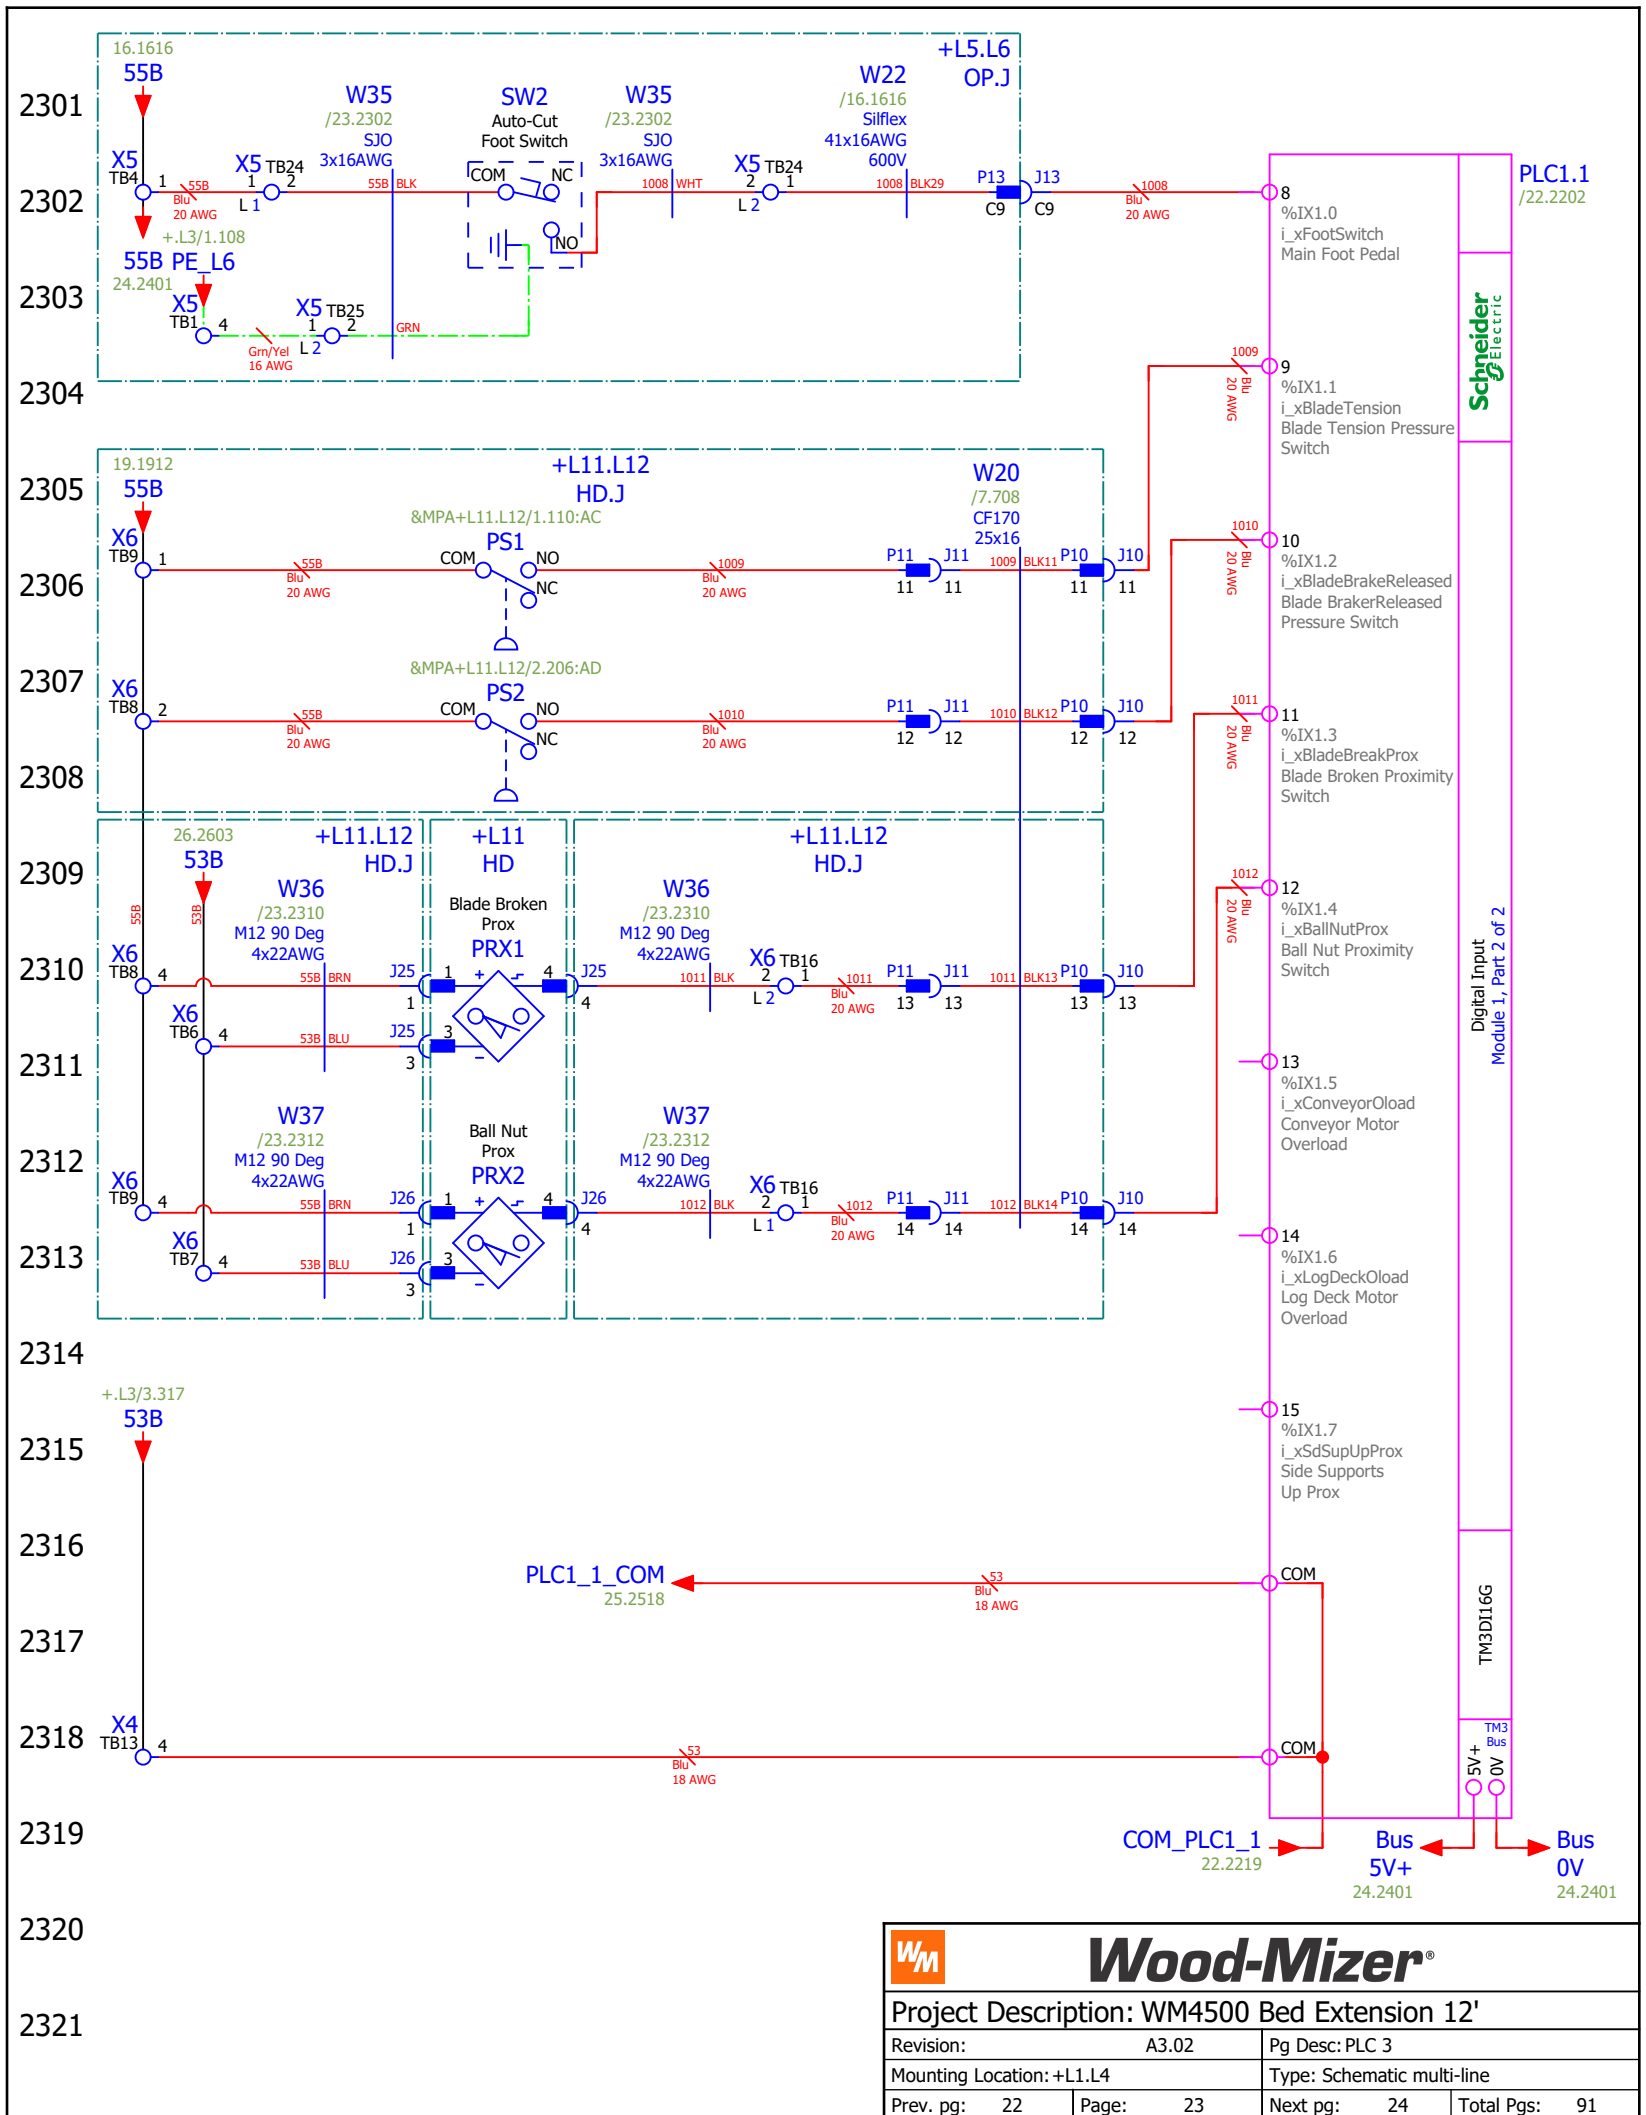 2301
2302
2303
2304
2305
2306
2307
2308
2309
2310
2311
2312
2313
2314
2315
2316
2317
2318
2319
2320
2321
16.1616
55B
+L5.L6
OP.J
W35
/23.2302
SJO
3x16AWG
SW2
Auto-Cut
Foot Switch
W35
/23.2302
SJO
3x16AWG
W22
/16.1616
Silflex
41x16AWG
600V
X5
TB4 1
55B
Blu
20 AWG
X5 TB24
1 2
L 1
55B BLK
COM NC
NO
1008 WHT
X5 TB24
2 1
L 2
1008 BLK29
P13 J13
C9 C9
1008
Blu
20 AWG
+.L3/1.108
55B PE_L6
24.2401
X5
TB1 4
Grn/Yel
16 AWG
X5 TB25
1 2
L 2
GRN
8
%IX1.0
i_xFootSwitch
Main Foot Pedal
PLC1.1
/22.2202
Schneider
Electric
1009
Blu
20 AWG
9
%IX1.1
i_xBladeTension
Blade Tension Pressure
Switch
19.1912
55B
+L11.L12
HD.J
&MPA+L11.L12/1.110:AC
PS1
W20
/7.708
CF170
25x16
X6
TB9 1
55B
Blu
20 AWG
COM NO
NC
1009
Blu
20 AWG
P11 J11
11 11
1009 BLK11
P10 J10
11 11
1010
Blu
20 AWG
10
%IX1.2
i_xBladeBrakeReleased
Blade BrakerReleased
Pressure Switch
&MPA+L11.L12/2.206:AD
PS2
X6
TB8 2
55B
Blu
20 AWG
COM NO
NC
1010
Blu
20 AWG
P11 J11
12 12
1010 BLK12
P10 J10
12 12
1011
Blu
20 AWG
11
%IX1.3
i_xBladeBreakProx
Blade Broken Proximity
Switch
26.2603
53B
+L11.L12
HD.J
+L11
HD
+L11.L12
HD.J
55B
53B
W36
/23.2310
M12 90 Deg
4x22AWG
Blade Broken
Prox
PRX1
W36
/23.2310
M12 90 Deg
4x22AWG
X6
TB8 4
55B BRN
J25 1
1
+
4 J25
4
1011 BLK
X6 TB16
2 1
L 2
1011
Blu
20 AWG
P11 J11
13 13
1011 BLK13
P10 J10
13 13
X6
TB6 4
53B BLU
J25 3
3
-
1012
Blu
20 AWG
12
%IX1.4
i_xBallNutProx
Ball Nut Proximity
Switch
Digital Input
Module 1, Part 2 of 2
13
%IX1.5
i_xConveyorOload
Conveyor Motor
Overload
W37
/23.2312
M12 90 Deg
4x22AWG
Ball Nut
Prox
PRX2
W37
/23.2312
M12 90 Deg
4x22AWG
X6
TB9 4
55B BRN
J26 1
1
+
4 J26
4
1012 BLK
X6 TB16
2 1
L 1
1012
Blu
20 AWG
P11 J11
14 14
1012 BLK14
P10 J10
14 14
X6
TB7 4
53B BLU
J26 3
3
-
14
%IX1.6
i_xLogDeckOload
Log Deck Motor
Overload
+.L3/3.317
53B
15
%IX1.7
i_xSdSupUpProx
Side Supports
Up Prox
PLC1_1_COM
25.2518
53
Blu
18 AWG
COM
TM3DI16G
X4
TB13 4
53
Blu
18 AWG
COM
TM3
Bus
5V+
0V
COM_PLC1_1
22.2219
Bus
5V+
24.2401
Bus
0V
24.2401
WM Wood-Mizer®
Project Description: WM4500 Bed Extension 12'
Revision: A3.02 Pg Desc: PLC 3
Mounting Location: +L1.L4 Type: Schematic multi-line
Prev. pg: 22 Page: 23 Next pg: 24 Total Pgs: 91